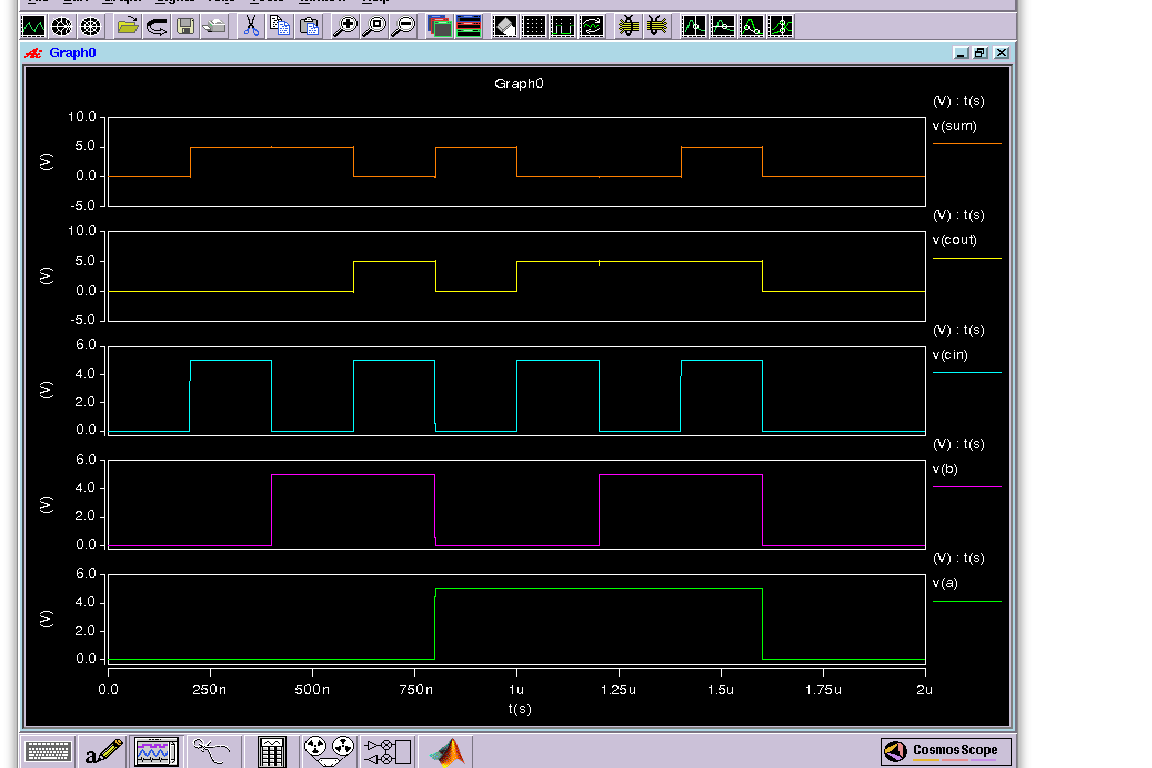 Graph0
Graph0
(V) : t(s)
v(sum)
10.0
5.0
0.0
-5.0
(V)
(V) : t(s)
v(cout)
10.0
5.0
0.0
-5.0
(V)
(V) : t(s)
v(cin)
6.0
4.0
2.0
0.0
(V)
(V) : t(s)
v(b)
6.0
4.0
2.0
0.0
(V)
(V) : t(s)
v(a)
6.0
4.0
2.0
0.0
(V)
0.0 250n 500n 750n 1u 1.25u 1.5u 1.75u 2u
t(s)
a
CosmosScope